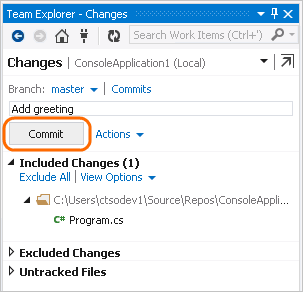 Team Explorer - Changes
Search Work Items (Ctrl+')
Changes | ConsoleApplication1 (Local)
Branch: master | Commits
Add greeting
Commit Actions
Included Changes (1)
Exclude All | View Options
C:\Users\ctsodev1\Source\Repos\ConsoleAppli...
C# Program.cs
Excluded Changes
Untracked Files